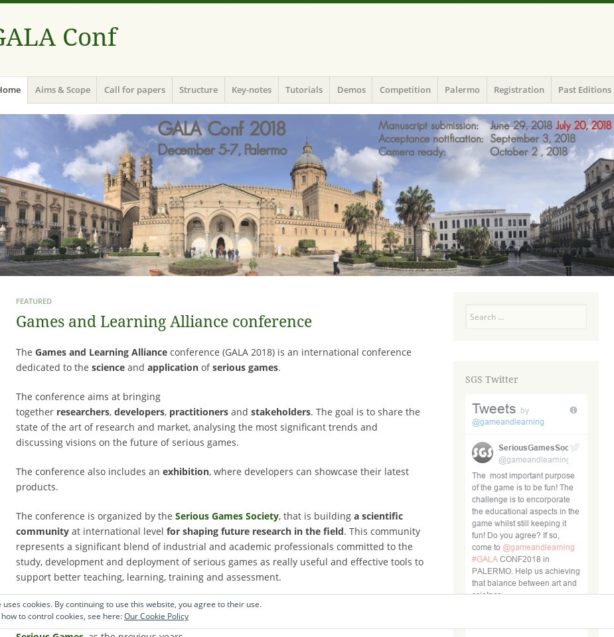 GALA Conf
Home Aims & Scope Call for papers Structure Key-notes Tutorials Demos Competition Palermo Registration Past Editions
GALA Conf 2018
December 5-7, Palermo
Manuscript submission: June 29, 2018 July 20, 2018
Acceptance notification: September 3, 2018
Camera ready: October 2 , 2018
FEATURED
Games and Learning Alliance conference
The Games and Learning Alliance conference (GALA 2018) is an international conference
dedicated to the science and application of serious games.
The conference aims at bringing
together researchers, developers, practitioners and stakeholders. The goal is to share the
state of the art of research and market, analysing the most significant trends and
discussing visions on the future of serious games.
The conference also includes an exhibition, where developers can showcase their latest
products.
The conference is organized by the Serious Games Society, that is building a scientific
community at international level for shaping future research in the field. This community
represents a significant blend of industrial and academic professionals committed to the
study, development and deployment of serious games as really useful and effective tools to
support better teaching, learning, training and assessment.
Search ...
SGS Twitter
Tweets by
@gameandlearning
SGS
SeriousGamesSoc
@gameandlearning
The most important purpose
of the game is to be fun! The
challenge is to encorporate
the educational aspects in the
game whilst still keeping it
fun! Do you agree? If so,
come to @gameandlearning
#GALA CONF2018 in
PALERMO. Help us achieving
that balance between art and
uses cookies. By continuing to use this website, you agree to their use.
how to control cookies, see here: Our Cookie Policy
Serious Games, as the previous years